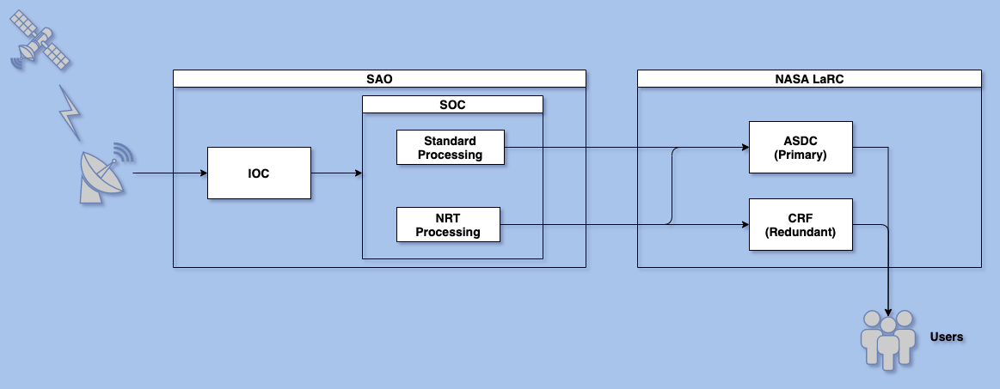 SAO
NASA LaRC
SOC
Standard
Processing
ASDC
(Primary)
IOC
NRT
Processing
CRF
(Redundant)
Users